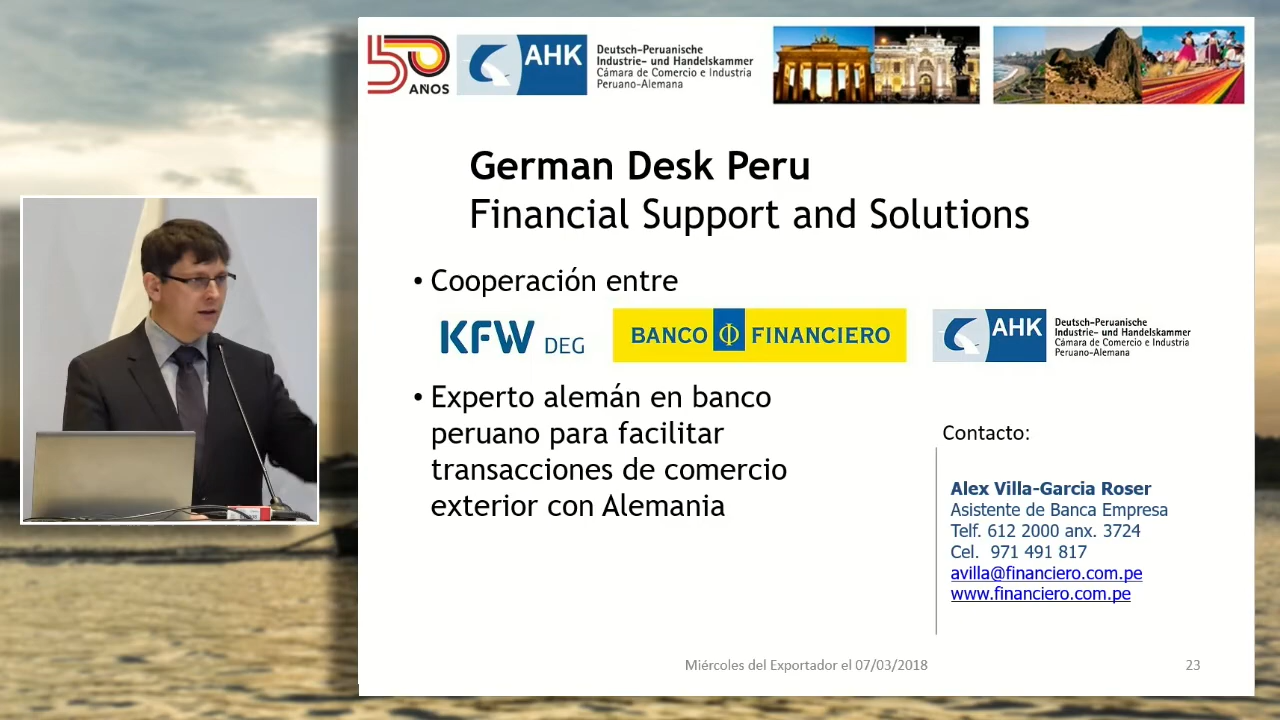 50 AÑOS
AHK
Deutsch-Peruanische
Industrie- und Handelskammer
Cámara de Comercio e Industria
Peruano-Alemana
German Desk Peru
Financial Support and Solutions
• Cooperación entre
KFW DEG
BANCO FINANCIERO
AHK
Deutsch-Peruanische
Industrie- und Handelskammer
Cámara de Comercio e Industria
Peruano-Alemana
• Experto alemán en banco
peruano para facilitar
transacciones de comercio
exterior con Alemania
Contacto:
Alex Villa-Garcia Roser
Asistente de Banca Empresa
Telf. 612 2000 anx. 3724
Cel. 971 491 817
avilla@financiero.com.pe
www.financiero.com.pe
Miércoles del Exportador el 07/03/2018
23